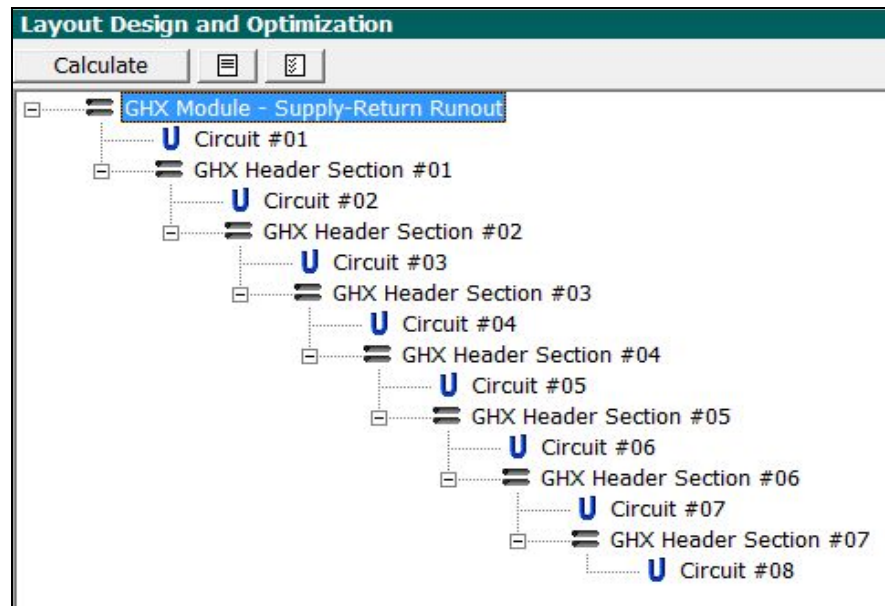 Layout Design and Optimization
Calculate
GHX Module - Supply-Return Runout
Circuit #01
GHX Header Section #01
Circuit #02
GHX Header Section #02
Circuit #03
GHX Header Section #03
Circuit #04
GHX Header Section #04
Circuit #05
GHX Header Section #05
Circuit #06
GHX Header Section #06
Circuit #07
GHX Header Section #07
Circuit #08